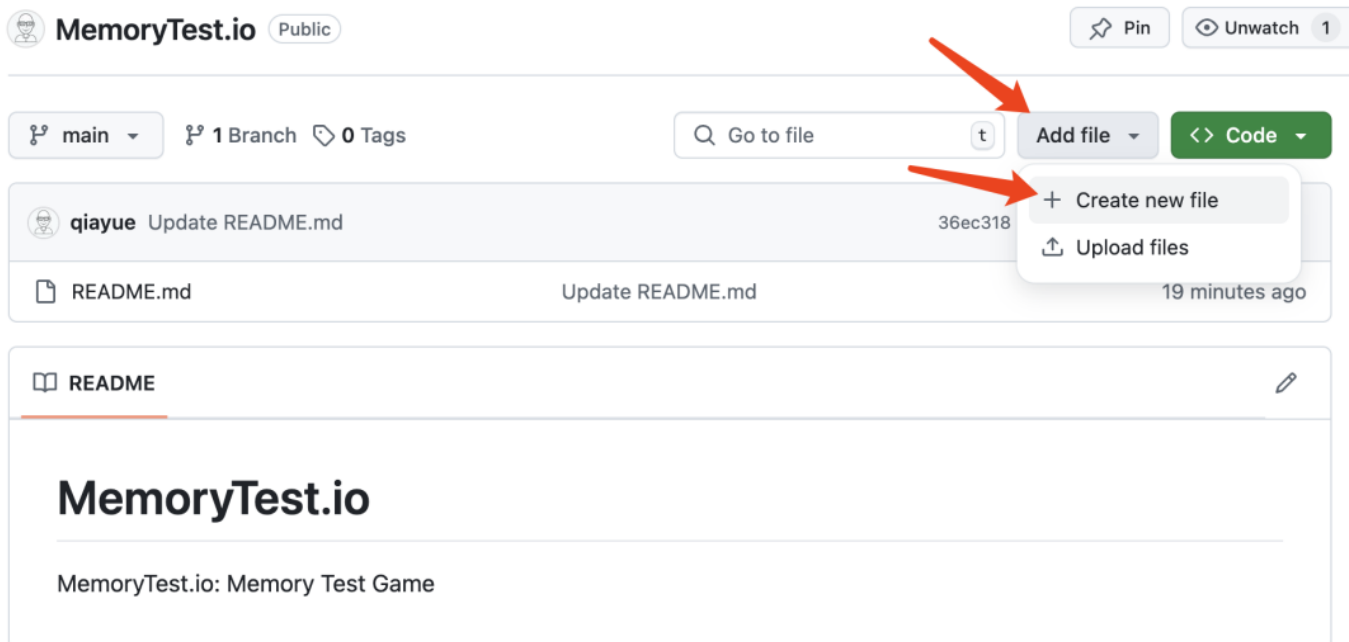 MemoryTest.io Public Pin Unwatch 1
main 1 Branch 0 Tags Go to file t Add file <> Code
Create new file
qiayue Update README.md 36ec318
Upload files
README.md Update README.md 19 minutes ago
README
MemoryTest.io
MemoryTest.io: Memory Test Game